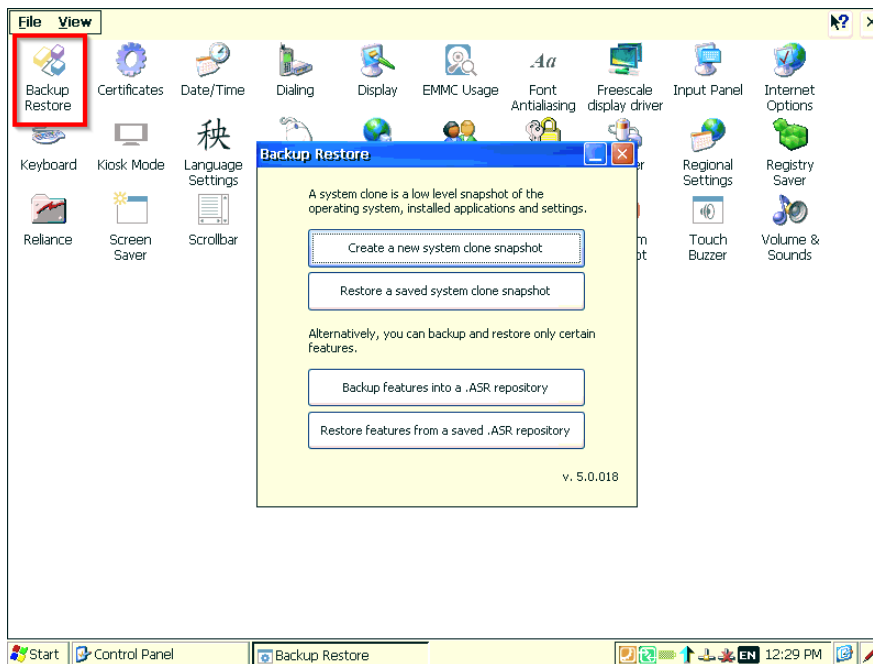 File View
Backup
Restore
Certificates
Date/Time
Dialing
Display
EMMC Usage
Font
Antialiasing
Freescale
display driver
Input Panel
Internet
Options
Keyboard
Kiosk Mode
秧
Language
Settings
Regional
Settings
Registry
Saver
Reliance
Screen
Saver
Scrollbar
Touch
Buzzer
Volume &
Sounds
Backup Restore
A system clone is a low level snapshot of the
operating system, installed applications and settings.
Create a new system clone snapshot
Restore a saved system clone snapshot
Alternatively, you can backup and restore only certain
features.
Backup features into a .ASR repository
Restore features from a saved .ASR repository
v. 5.0.018
Start
Control Panel
Backup Restore
EN
12:29 PM